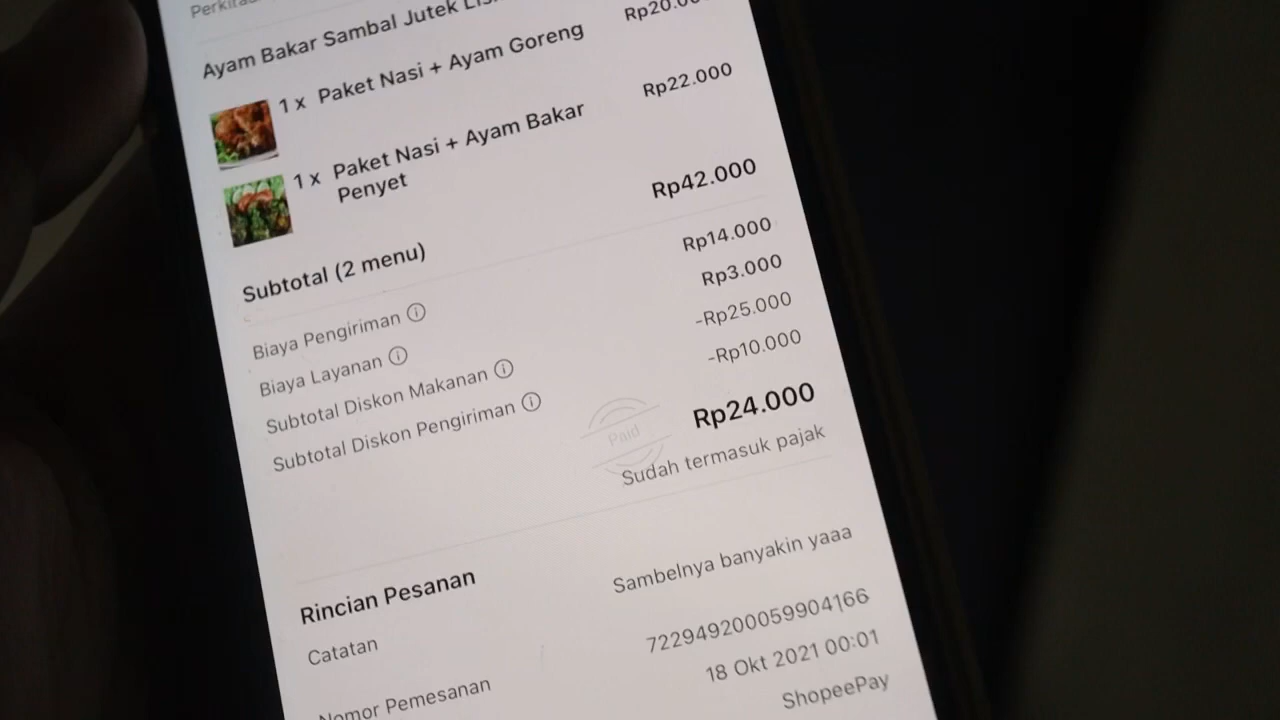 Ayam Bakar Sambal Jutek
1 x Paket Nasi + Ayam Goreng
1 x Paket Nasi + Ayam Bakar Penyet Rp22.000
Subtotal (2 menu) Rp42.000
Biaya Pengiriman Rp14.000
Biaya Layanan Rp3.000
Subtotal Diskon Makanan -Rp25.000
Subtotal Diskon Pengiriman -Rp10.000
Paid Rp24.000
Sudah termasuk pajak
Rincian Pesanan
Catatan Sambelnya banyakin yaaa
Nomor Pemesanan 722949200059904166
18 Okt 2021 00:01
ShopeePay